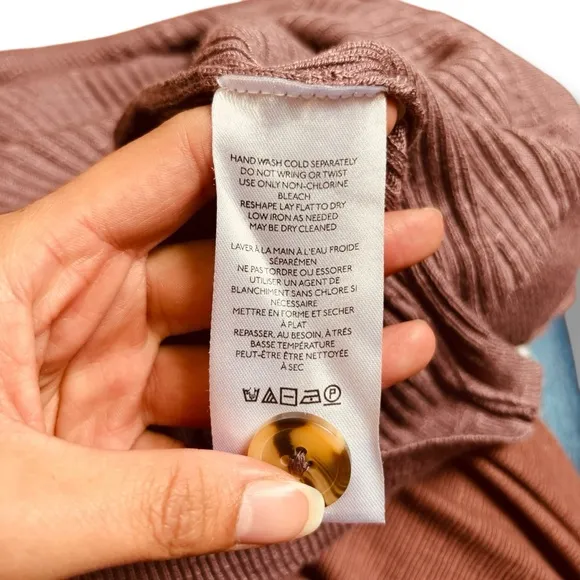 HAND WASH COLD SEPARATELY
DO NOT WRING OR TWIST
USE ONLY NON-CHLORINE
BLEACH
RESHAPE LAY FLAT TO DRY
LOW IRON AS NEEDED
MAY BE DRY CLEANED
LAVER À LA MAIN À L'EAU FROIDE
SÉPARÉMEN
NE PAS TORDRE OU ESSORER
UTILISER UN AGENT DE
BLANCHIMENT SANS CHLORE SI
NÉCESSAIRE
METTRE EN FORME ET SECHER
À PLAT
REPASSER, AU BESOIN, À TRÉS
BASSE TEMPÉRATURE
PEUT-ÊTRE ÊTRE NETTOYÉE
À SEC
P